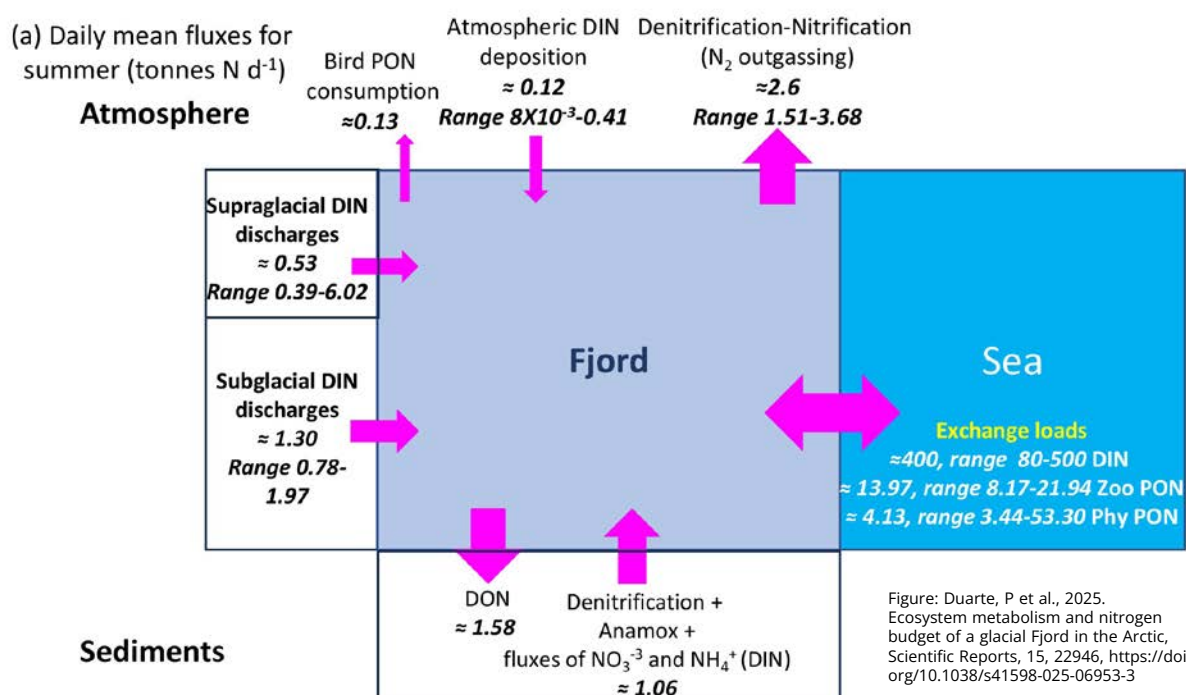 (a) Daily mean fluxes for
summer (tonnes N d⁻¹)
Atmosphere
Bird PON
consumption
≈0.13
Atmospheric DIN
deposition
≈ 0.12
Range 8X10⁻³-0.41
Denitrification-Nitrification
(N₂ outgassing)
≈2.6
Range 1.51-3.68
Supraglacial DIN
discharges
≈ 0.53
Range 0.39-6.02
Subglacial DIN
discharges
≈ 1.30
Range 0.78-
1.97
Fjord
Sea
Exchange loads
≈400, range 80-500 DIN
≈ 13.97, range 8.17-21.94 Zoo PON
≈ 4.13, range 3.44-53.30 Phy PON
Sediments
DON
≈ 1.58
Denitrification +
Anamox +
fluxes of NO₃⁻³ and NH₄⁺ (DIN)
≈ 1.06
Figure: Duarte, P et al., 2025.
Ecosystem metabolism and nitrogen
budget of a glacial Fjord in the Arctic,
Scientific Reports, 15, 22946, https://doi
org/10.1038/s41598-025-06953-3